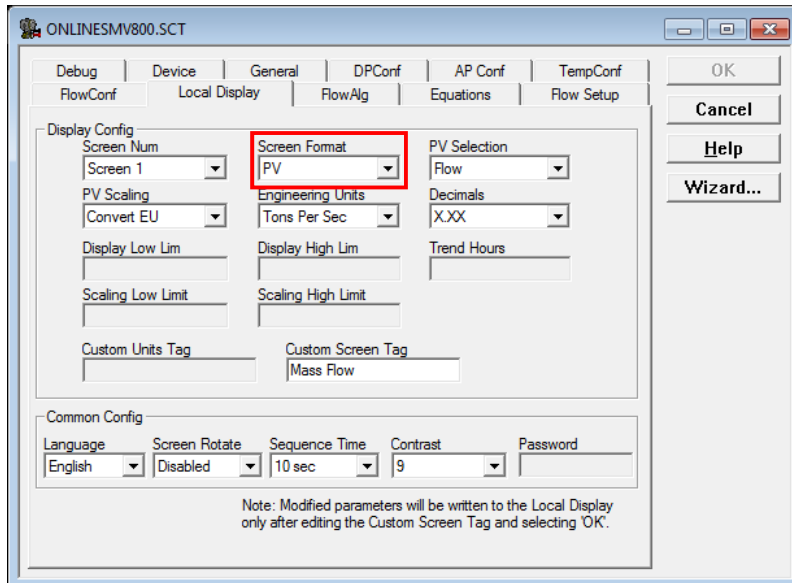 ONLINESMV800.SCT
Debug Device General DPConf AP Conf TempConf
FlowConf Local Display FlowAlg Equations Flow Setup
OK
Cancel
Help
Wizard...
Display Config
Screen Num Screen Format PV Selection
Screen 1 PV Flow
PV Scaling Engineering Units Decimals
Convert EU Tons Per Sec X.XX
Display Low Lim Display High Lim Trend Hours
Scaling Low Limit Scaling High Limit
Custom Units Tag Custom Screen Tag
Mass Flow
Common Config
Language Screen Rotate Sequence Time Contrast Password
English Disabled 10 sec 9
Note: Modified parameters will be written to the Local Display
only after editing the Custom Screen Tag and selecting 'OK'.